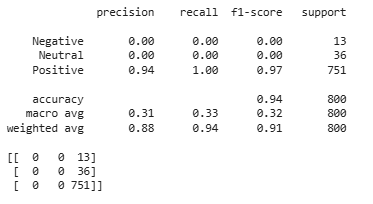 precision recall f1-score support
Negative 0.00 0.00 0.00 13
Neutral 0.00 0.00 0.00 36
Positive 0.94 1.00 0.97 751
accuracy 0.94 800
macro avg 0.31 0.33 0.32 800
weighted avg 0.88 0.94 0.91 800
[[ 0 0 13]
[ 0 0 36]
[ 0 0 751]]